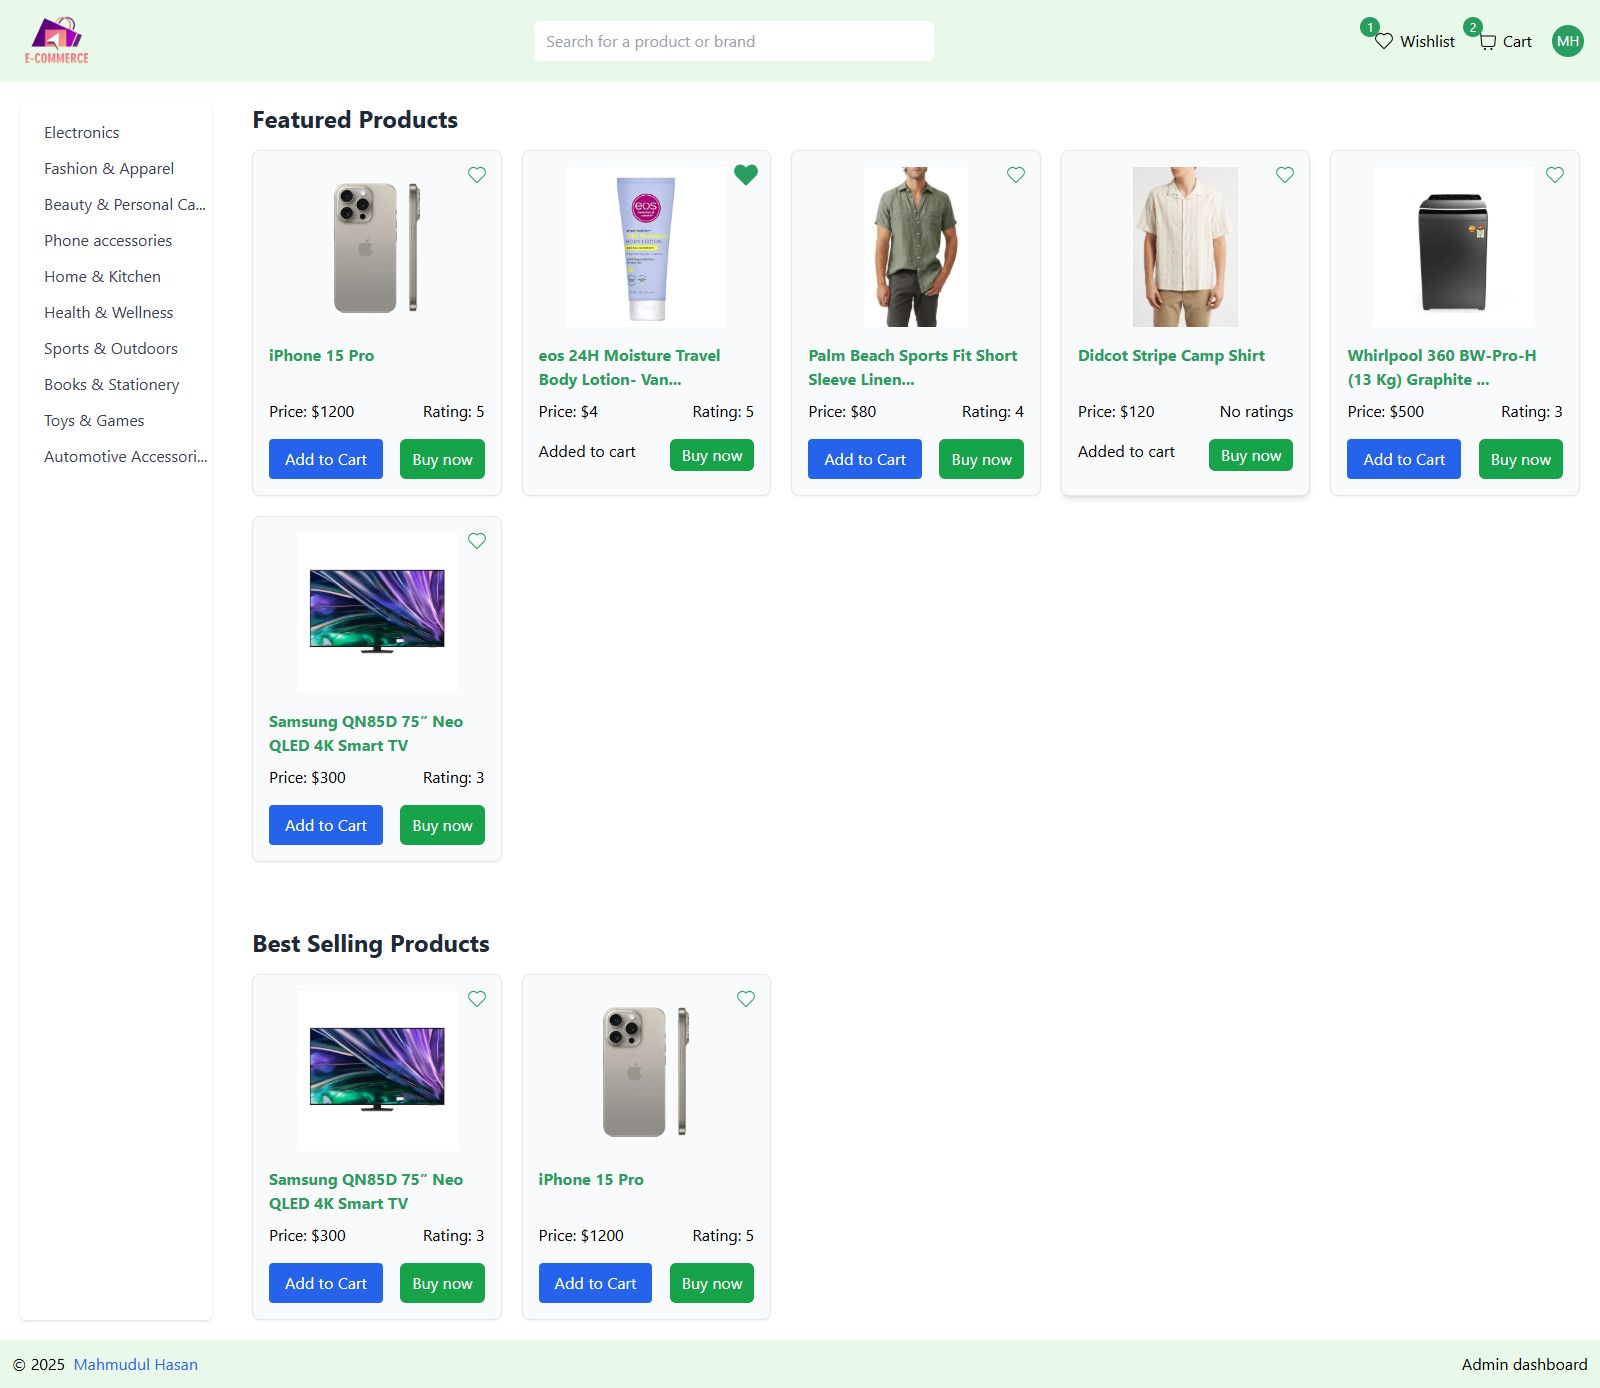 E-COMMERCE
Search for a product or brand
1
Wishlist
2
Cart
MH
Electronics
Fashion & Apparel
Beauty & Personal Ca...
Phone accessories
Home & Kitchen
Health & Wellness
Sports & Outdoors
Books & Stationery
Toys & Games
Automotive Accessori...
Featured Products
iPhone 15 Pro
Price: $1200
Rating: 5
Add to Cart
Buy now
eos
BODY LOTION
eos 24H Moisture Travel
Body Lotion- Van...
Price: $4
Rating: 5
Added to cart
Buy now
Palm Beach Sports Fit Short
Sleeve Linen...
Price: $80
Rating: 4
Add to Cart
Buy now
Didcot Stripe Camp Shirt
Price: $120
No ratings
Added to cart
Buy now
Whirlpool 360 BW-Pro-H
(13 Kg) Graphite ...
Price: $500
Rating: 3
Add to Cart
Buy now
Samsung QN85D 75″ Neo
QLED 4K Smart TV
Price: $300
Rating: 3
Add to Cart
Buy now
Best Selling Products
Samsung QN85D 75″ Neo
QLED 4K Smart TV
Price: $300
Rating: 3
Add to Cart
Buy now
iPhone 15 Pro
Price: $1200
Rating: 5
Add to Cart
Buy now
© 2025 Mahmudul Hasan
Admin dashboard